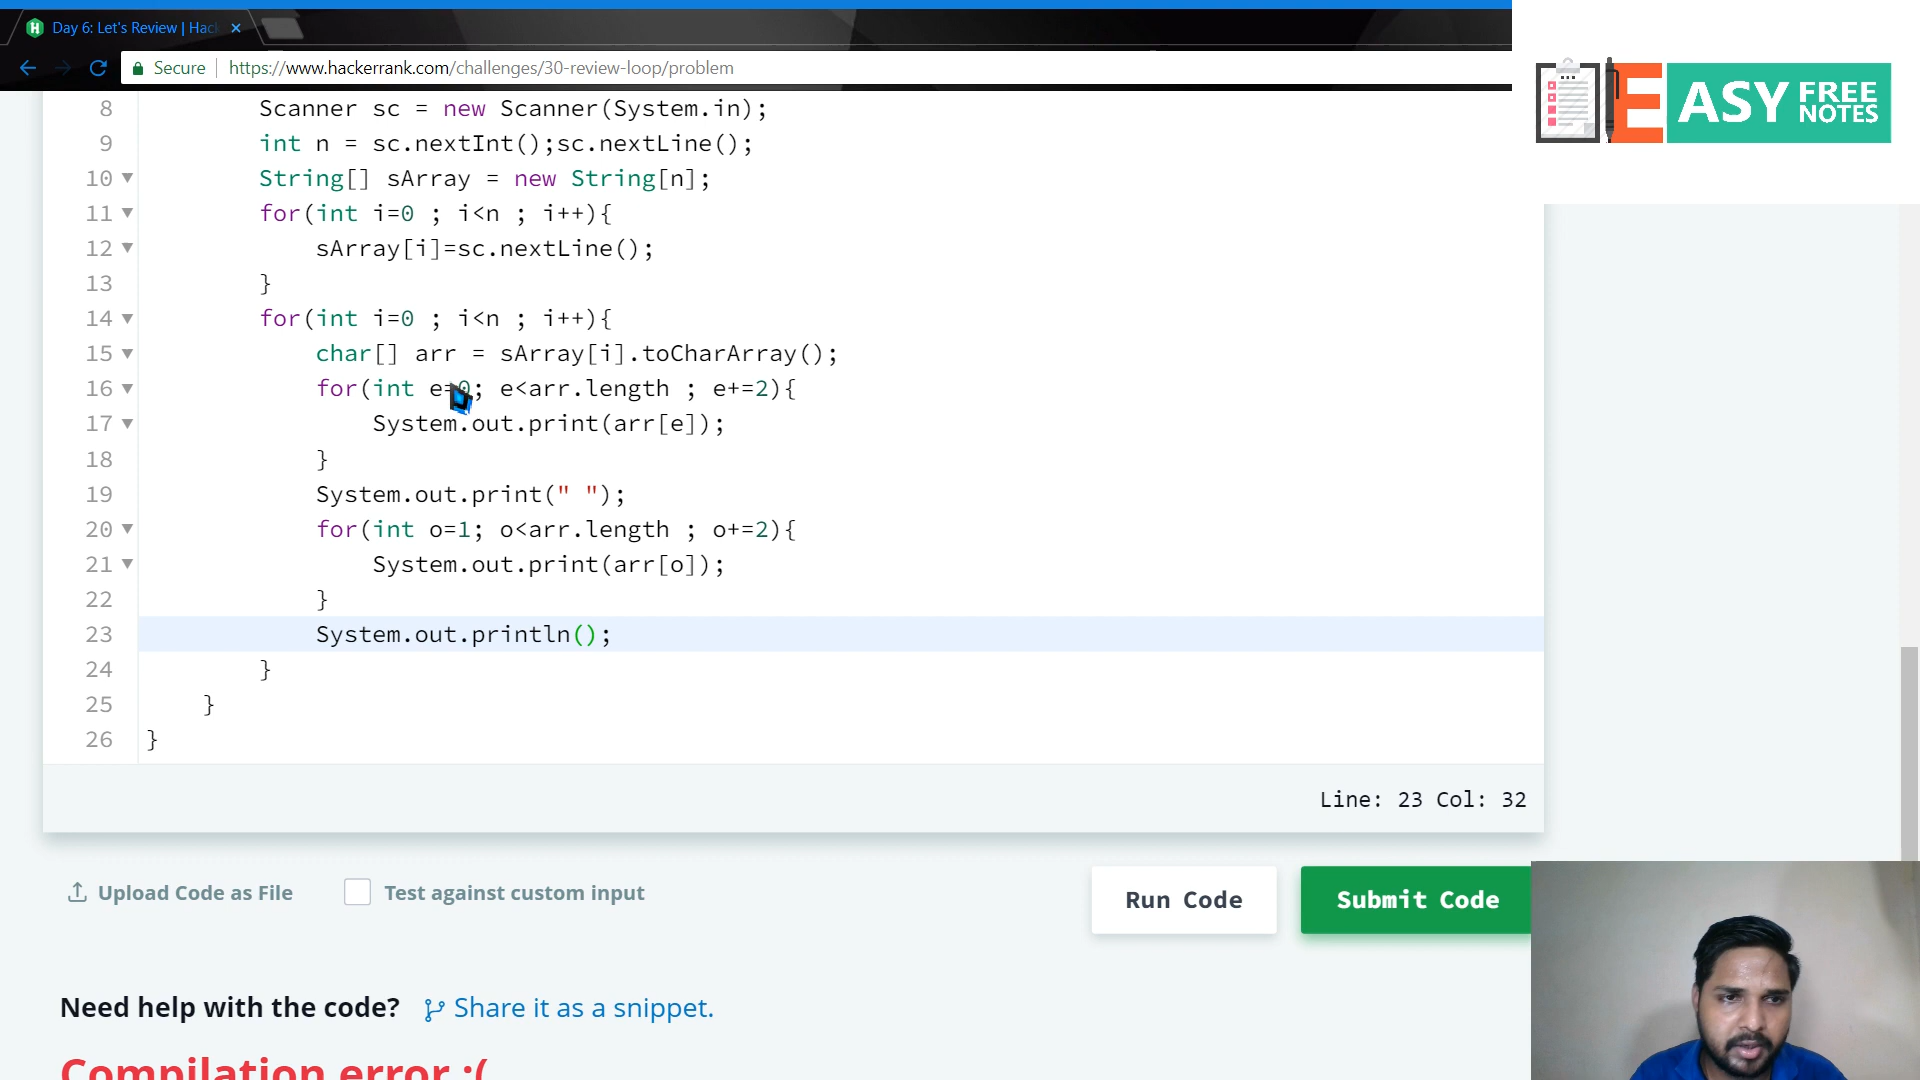 Day 6: Let's Review | Hac
Secure
https://www.hackerrank.com/challenges/30-review-loop/problem
EASY FREE NOTES
8 Scanner sc = new Scanner(System.in);
9 int n = sc.nextInt();sc.nextLine();
10 String[] sArray = new String[n];
11 for(int i=0 ; i<n ; i++){
12 sArray[i]=sc.nextLine();
13 }
14 for(int i=0 ; i<n ; i++){
15 char[] arr = sArray[i].toCharArray();
16 for(int e=0; e<arr.length ; e+=2){
17 System.out.print(arr[e]);
18 }
19 System.out.print(" ");
20 for(int o=1; o<arr.length ; o+=2){
21 System.out.print(arr[o]);
22 }
23 System.out.println();
24 }
25 }
26 }
Line: 23 Col: 32
Upload Code as File
Test against custom input
Run Code
Submit Code
Need help with the code? Share it as a snippet.
Compilation error :(